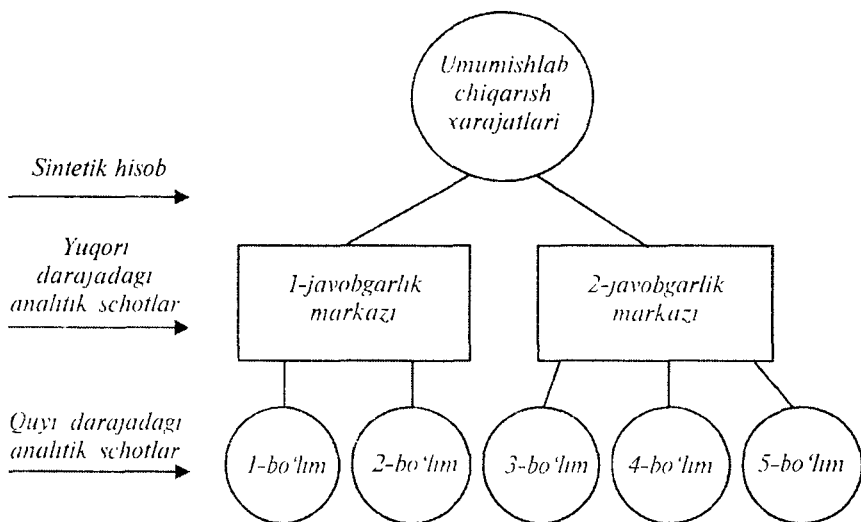 Umumishlab
chiqarish
xarajatlari
Sintetik hisob
Yuqori
darajadagi
analitik schotlar
1-javobgarlik
markazi
2-javobgarlik
markazi
Quyi darajadagi
analitik schotlar
1-bo‘lim
2-bo‘lim
3-bo‘lim
4-bo‘lim
5-bo‘lim